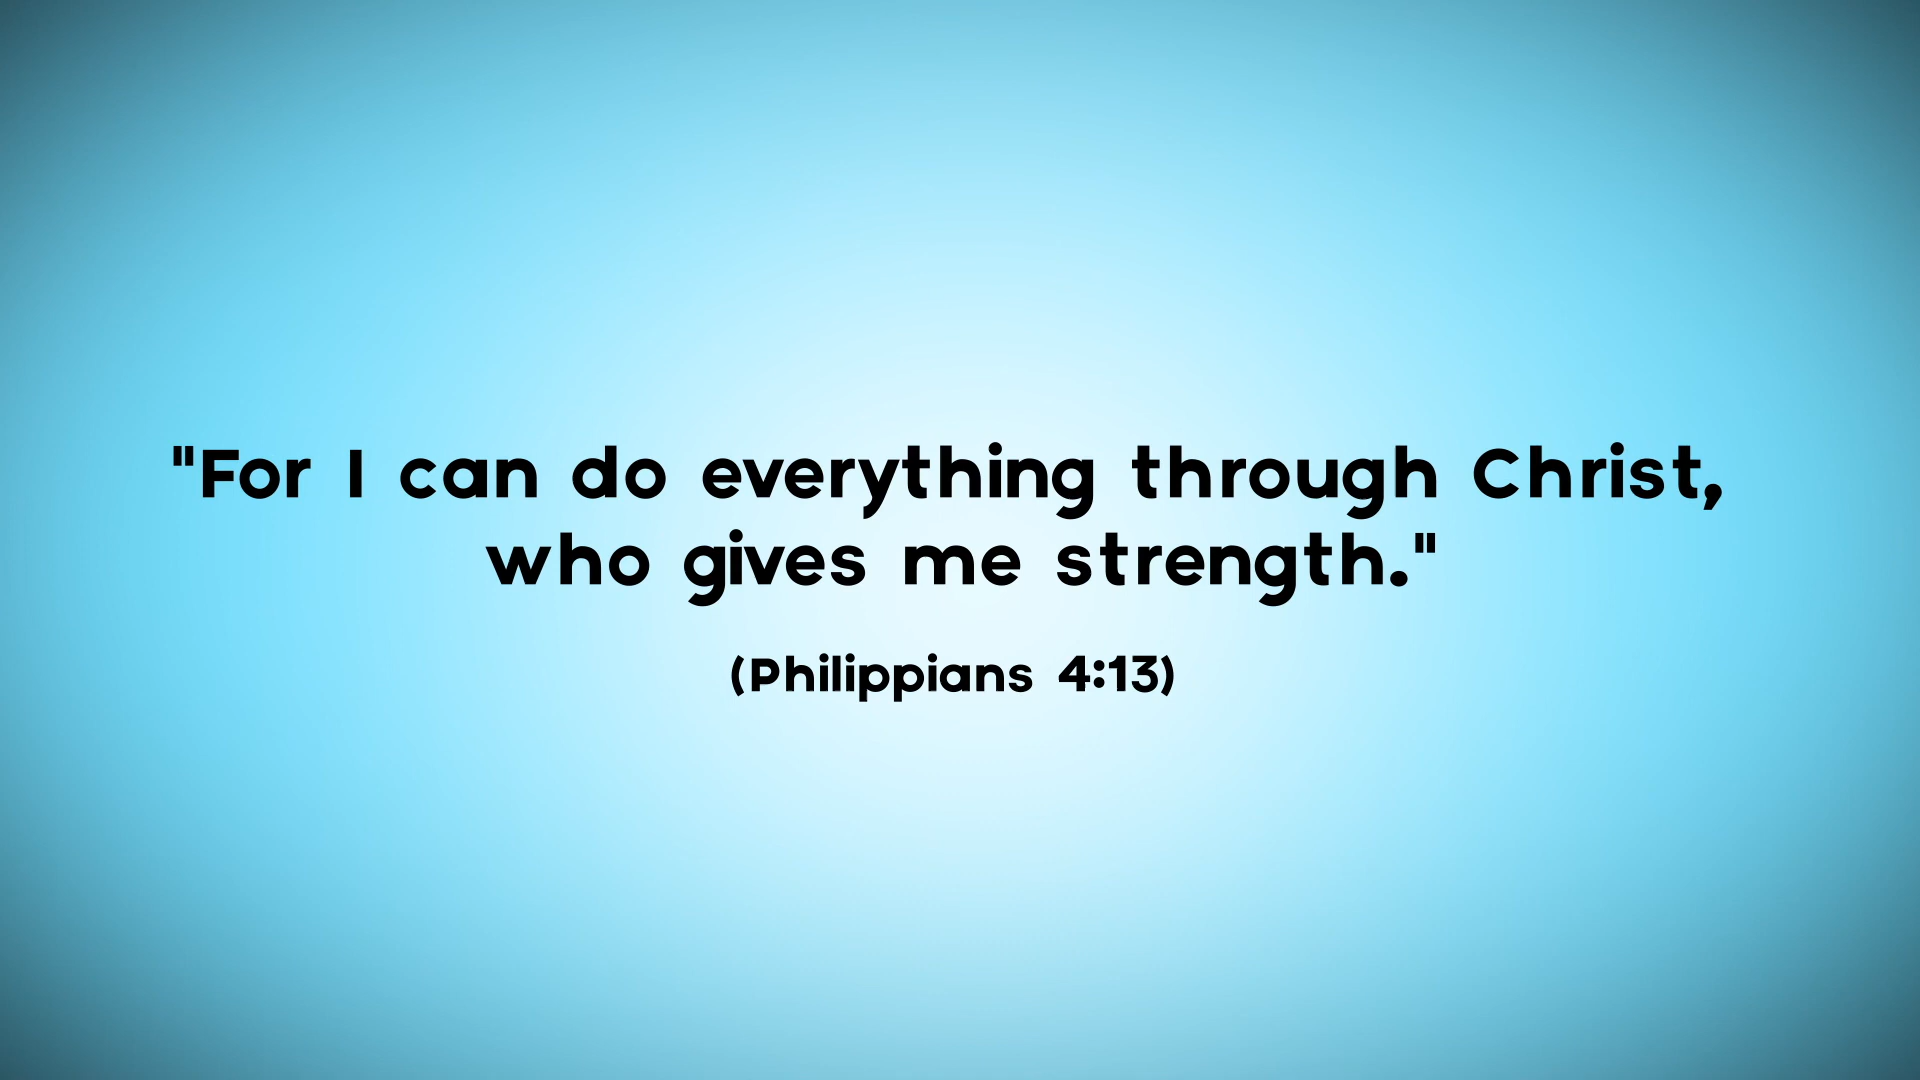 "For I can do everything through Christ,
who gives me strength."
(Philippians 4:13)